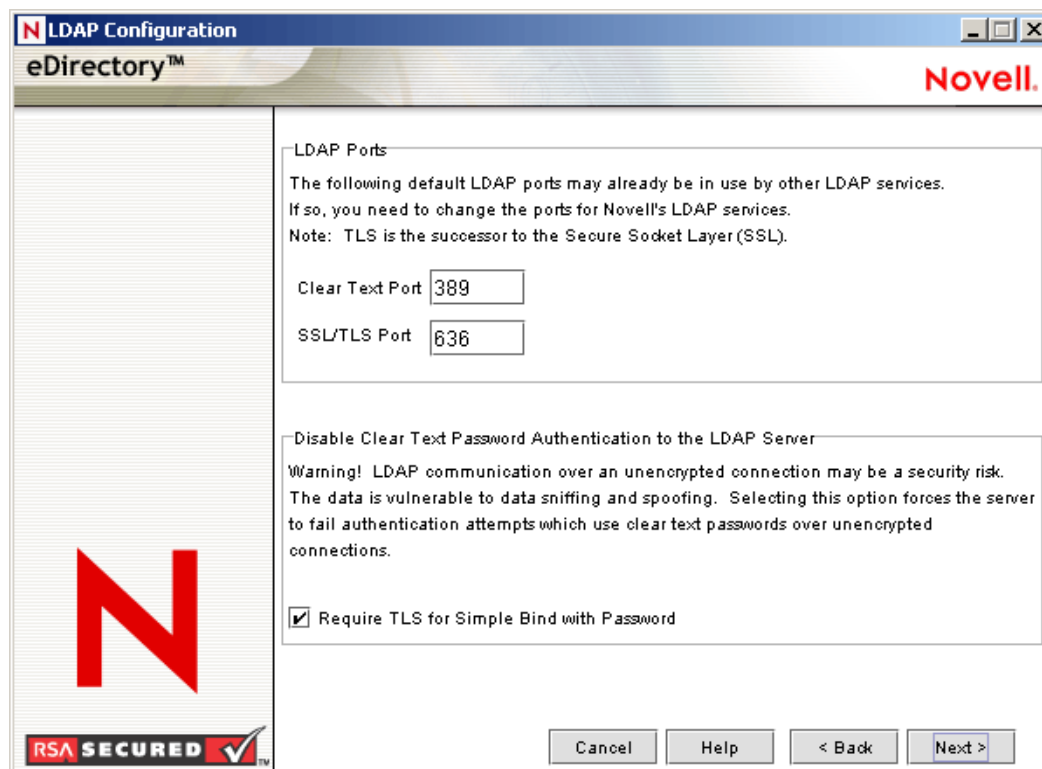 N LDAP Configuration
eDirectory™
Novell.
LDAP Ports
The following default LDAP ports may already be in use by other LDAP services.
If so, you need to change the ports for Novell's LDAP services.
Note: TLS is the successor to the Secure Socket Layer (SSL).
Clear Text Port 389
SSL/TLS Port 636
Disable Clear Text Password Authentication to the LDAP Server
Warning! LDAP communication over an unencrypted connection may be a security risk.
The data is vulnerable to data sniffing and spoofing. Selecting this option forces the server
to fail authentication attempts which use clear text passwords over unencrypted
connections.
Require TLS for Simple Bind with Password
N
RSA SECURED ™
Cancel Help < Back Next >